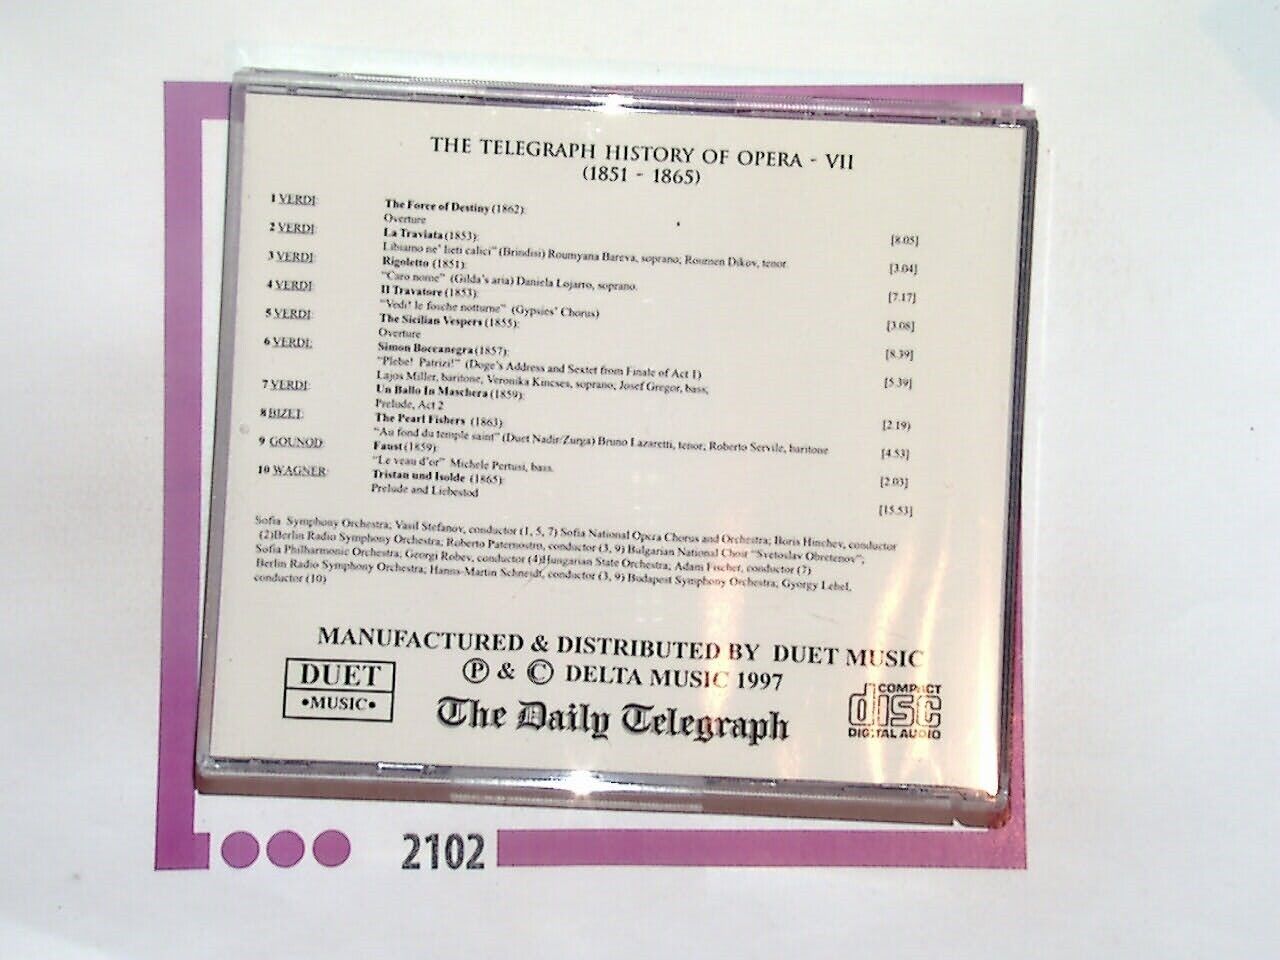 THE TELEGRAPH HISTORY OF OPERA - VII
(1851 - 1865)
1 VERDI: The Force of Destiny (1862):
Overture [8.05]
2 VERDI: La Traviata (1853):
Libiamo ne' lieti calici" (Brindisi) Roumyana Bareva, soprano; Roumen Dikov, tenor. [3.04]
3 VERDI: Rigoletto (1851):
"Caro nome" (Gilda's aria) Daniela Lojarro, soprano. [7.17]
4 VERDI: Il Travatore (1853):
"Vedi! le fosche notturne" (Gypsies' Chorus) [3.08]
5 VERDI: The Sicilian Vespers (1855):
Overture [8.39]
6 VERDI: Simon Boccanegra (1857):
"Plebe! Patrizi!" (Doge's Address and Sextet from Finale of Act I) [5.39]
Lajos Miller, baritone, Veronika Kincses, soprano; Josef Gregor, bass;
7 VERDI: Un Ballo In Maschera (1859):
Prelude, Act 2 [2.19)
8 BIZET: The Pearl Fishers (1863):
"Au fond du temple saint" (Duet Nadir/Zurga) Bruno Lazaretti, tenor; Roberto Servile, baritone [4.53]
9 GOUNOD: Faust (1859):
"Le veau d'or" Michele Pertusi, bass. [2.03]
10 WAGNER: Tristan und Isolde (1865):
Prelude and Liebestod [15.53]
Sofia Symphony Orchestra; Vasil Stefanov, conductor (1, 5, 7) Sofia National Opera Chorus and Orchestra; Boris Hinchev, conductor
(2)Berlin Radio Symphony Orchestra; Roberto Paternostro, conductor (3, 9) Bulgarian National Choir "Svetoslav Obretenov";
Sofia Philharmonic Orchestra; Georgi Robev, conductor (4)Hungarian State Orchestra; Adam Fischer, conductor (7)
Berlin Radio Symphony Orchestra; Hanns-Martin Schneidt, conductor (3, 9) Budapest Symphony Orchestra; Gyorgy Lehel,
conductor (10)
MANUFACTURED & DISTRIBUTED BY DUET MUSIC
Ⓟ & © DELTA MUSIC 1997
DUET
•MUSIC•
The Daily Telegraph
COMPACT
disc
DIGITAL AUDIO
2102